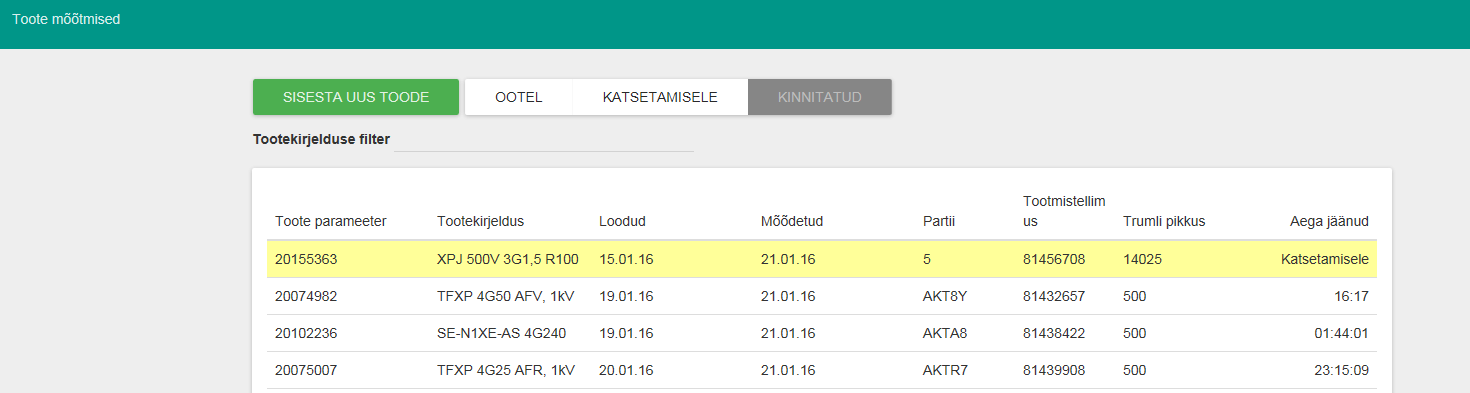 Toote mõõtmised
SISESTA UUS TOODE OOTEL KATSETAMISELE KINNITATUD
Tootekirjelduse filter
Toote parameeter Tootekirjeldus Loodud Mõõdetud Partii Tootmistellim
us Trumli pikkus Aega jäänud
20155363 XPJ 500V 3G1,5 R100 15.01.16 21.01.16 5 81456708 14025 Katsetamisele
20074982 TFXP 4G50 AFV, 1kV 19.01.16 21.01.16 AKT8Y 81432657 500 16:17
20102236 SE-N1XE-AS 4G240 19.01.16 21.01.16 AKTA8 81438422 500 01:44:01
20075007 TFXP 4G25 AFR, 1kV 20.01.16 21.01.16 AKTR7 81439908 500 23:15:09